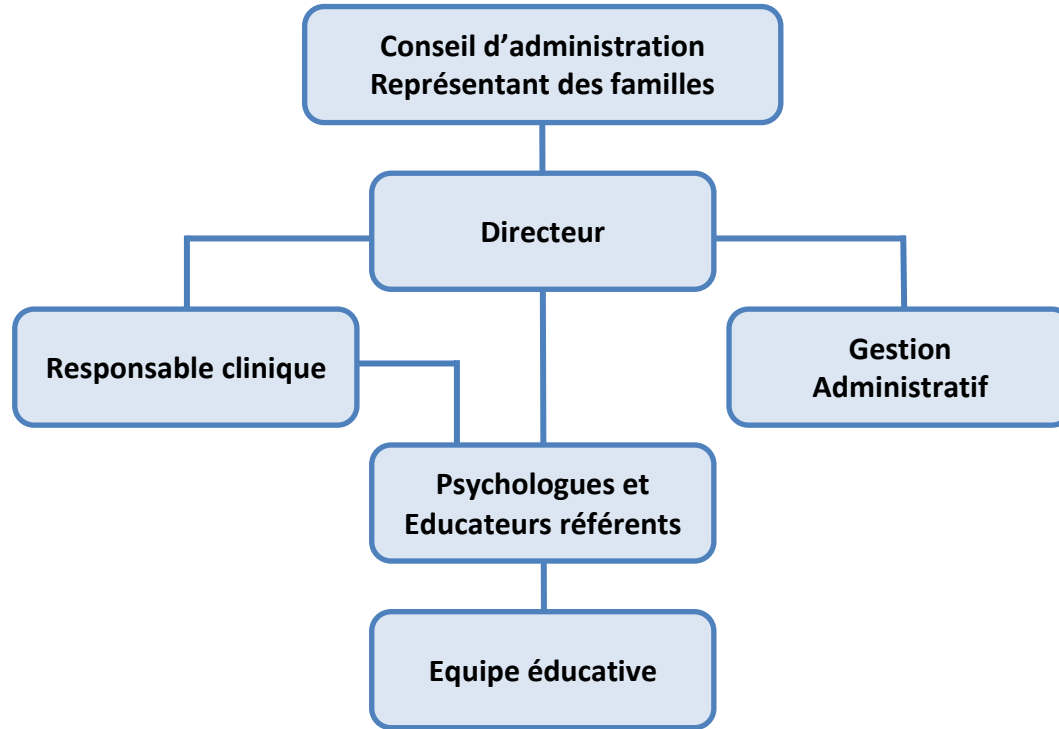 Conseil d’administration
Représentant des familles
Directeur
Responsable clinique
Gestion
Administratif
Psychologues et
Educateurs référents
Equipe éducative